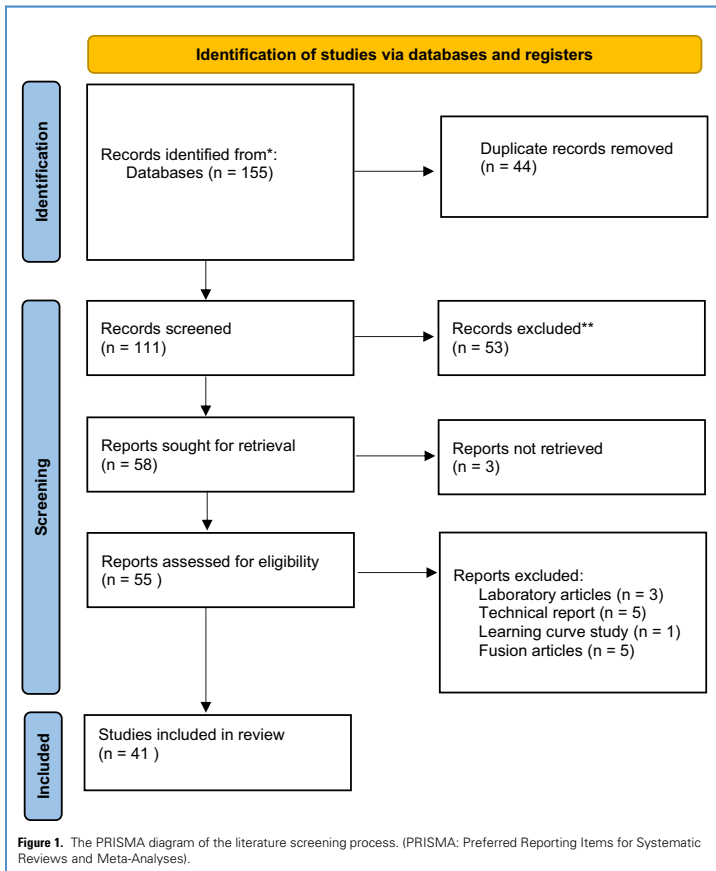 Identification of studies via databases and registers
Identification
Records identified from*:
Databases (n = 155)
Duplicate records removed
(n = 44)
Screening
Records screened
(n = 111)
Records excluded**
(n = 53)
Reports sought for retrieval
(n = 58)
Reports not retrieved
(n = 3)
Reports assessed for eligibility
(n = 55 )
Reports excluded:
Laboratory articles (n = 3)
Technical report (n = 5)
Learning curve study (n = 1)
Fusion articles (n = 5)
Included
Studies included in review
(n = 41 )
Figure 1. The PRISMA diagram of the literature screening process. (PRISMA: Preferred Reporting Items for Systematic
Reviews and Meta-Analyses).